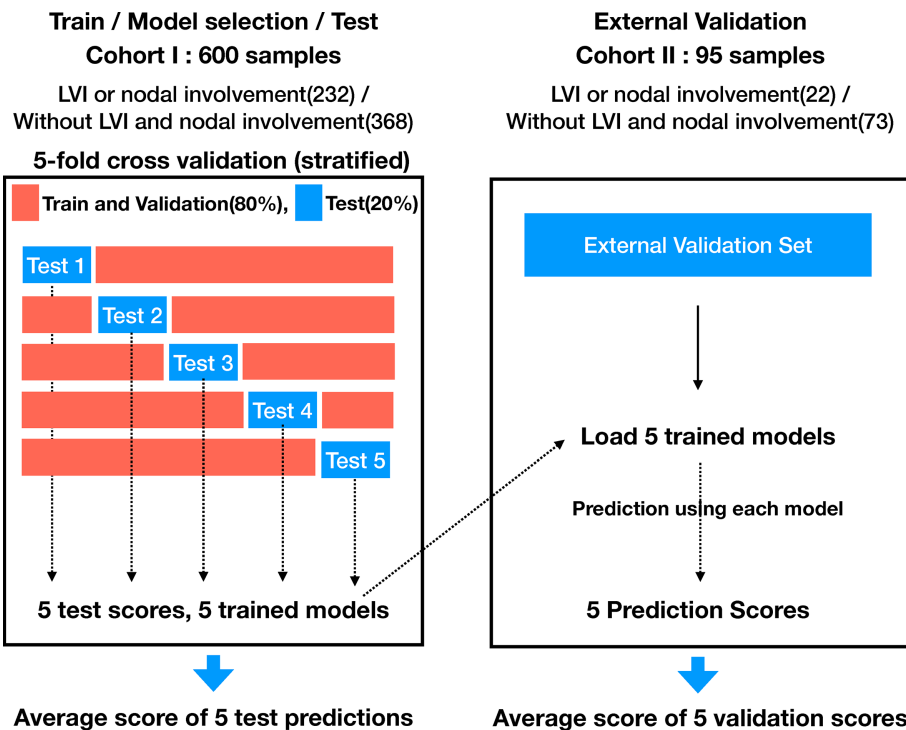 Train / Model selection / Test
Cohort I : 600 samples
LVI or nodal involvement(232) /
Without LVI and nodal involvement(368)
5-fold cross validation (stratified)
Train and Validation(80%), Test(20%)
Test 1
Test 2
Test 3
Test 4
Test 5
5 test scores, 5 trained models
Average score of 5 test predictions
External Validation
Cohort II : 95 samples
LVI or nodal involvement(22) /
Without LVI and nodal involvement(73)
External Validation Set
Load 5 trained models
Prediction using each model
5 Prediction Scores
Average score of 5 validation scores